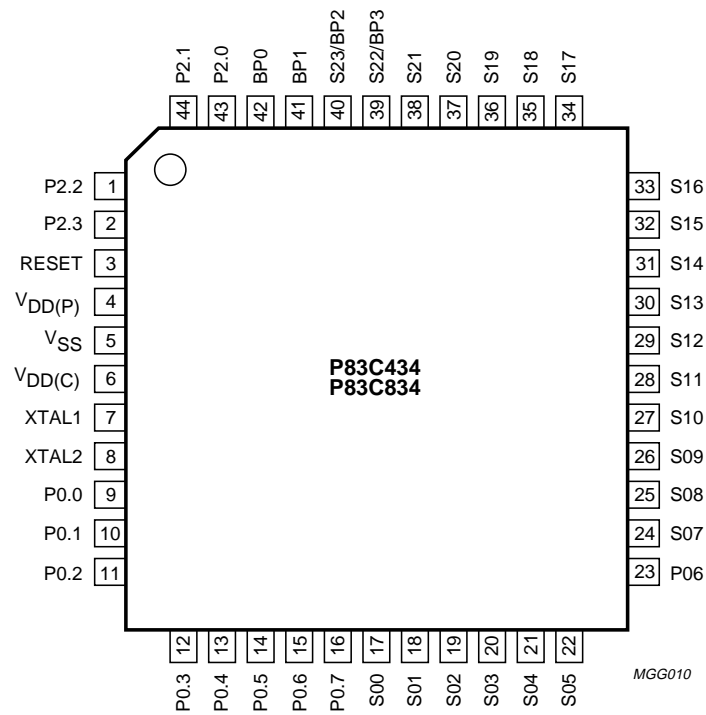 P2.1 P2.0 BP0 BP1 S23/BP2 S22/BP3 S21 S20 S19 S18 S17
44 43 42 41 40 39 38 37 36 35 34
P2.2 1 33 S16
P2.3 2 32 S15
RESET 3 31 S14
VDD(P) 4 30 S13
VSS 5 29 S12
P83C434
VDD(C) 6 28 S11
P83C834
XTAL1 7 27 S10
XTAL2 8 26 S09
P0.0 9 25 S08
P0.1 10 24 S07
P0.2 11 23 P06
12 13 14 15 16 17 18 19 20 21 22
P0.3 P0.4 P0.5 P0.6 P0.7 S00 S01 S02 S03 S04 S05
MGG010